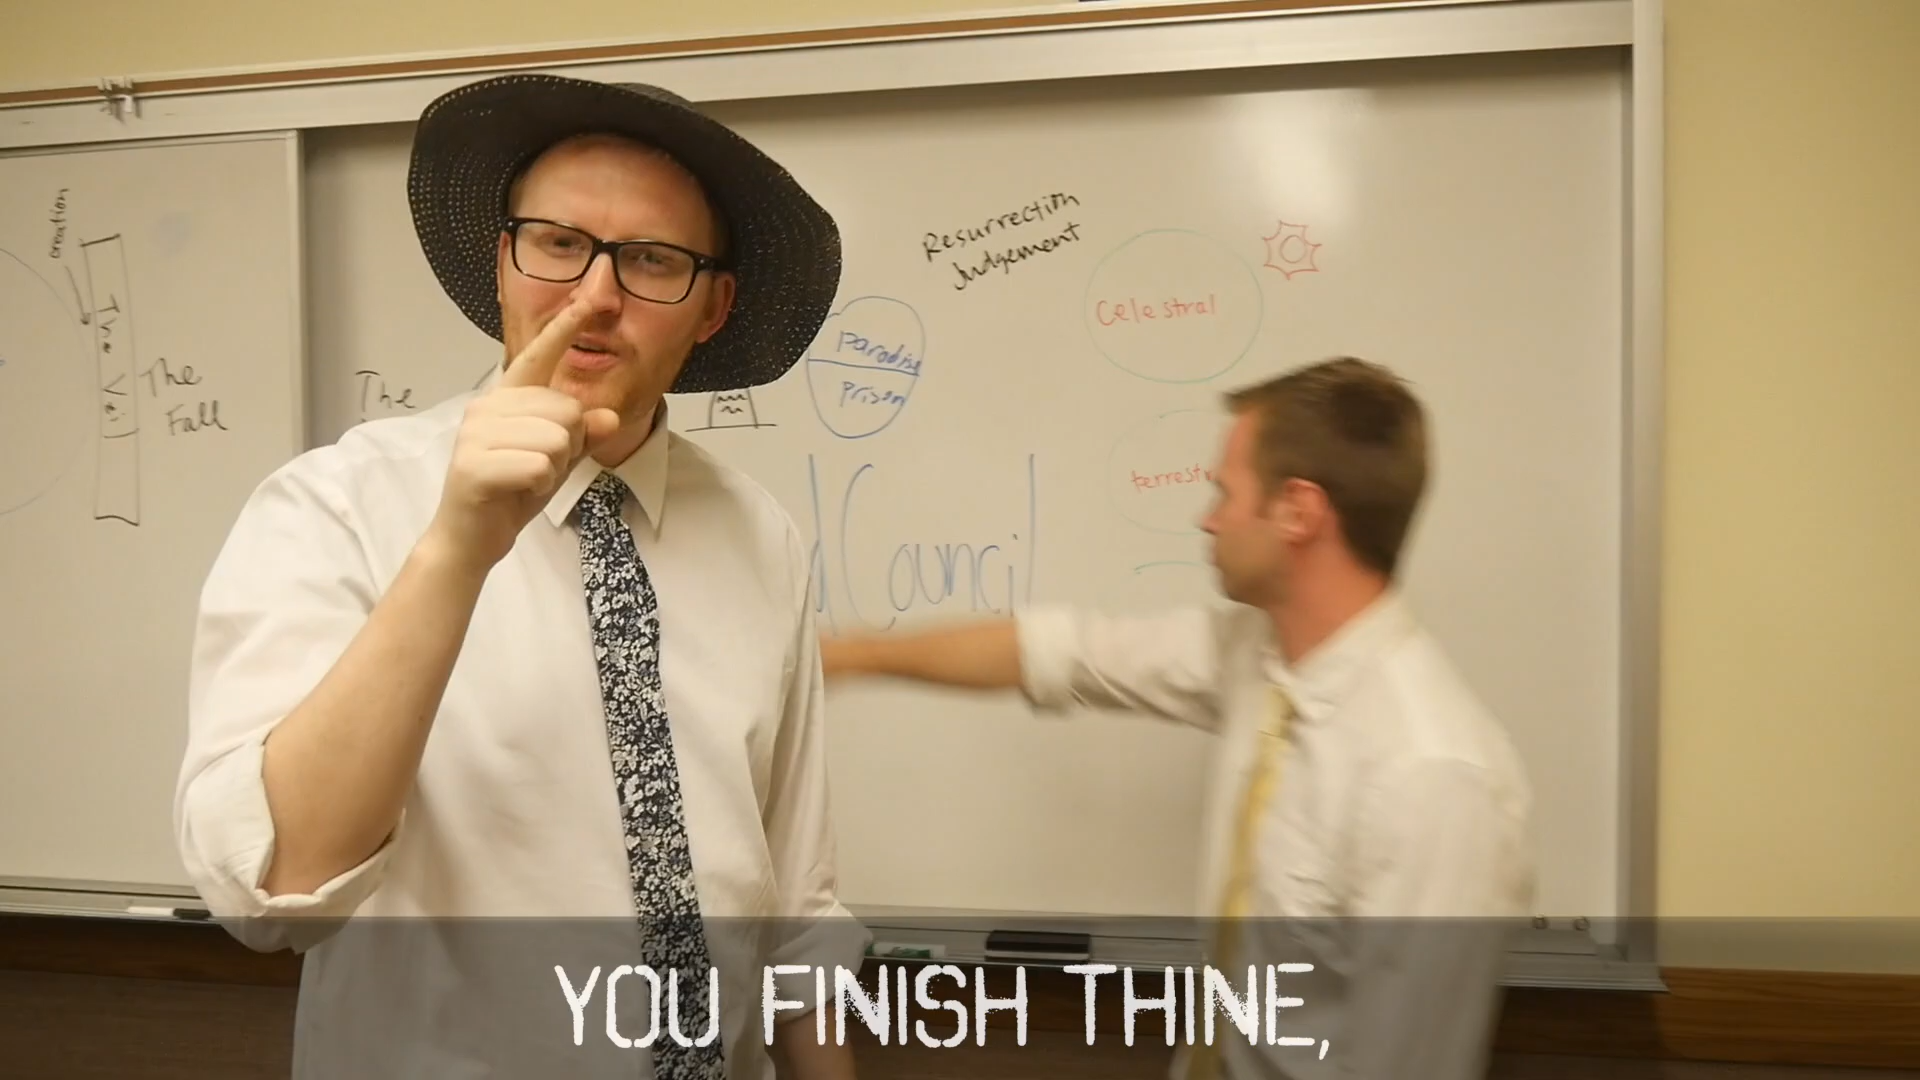 creation
The Veil
The
Fall
The
Paradise
Prison
Resurrection
Judgement
Celestral
terrestr
d Council
YOU FINISH THINE,